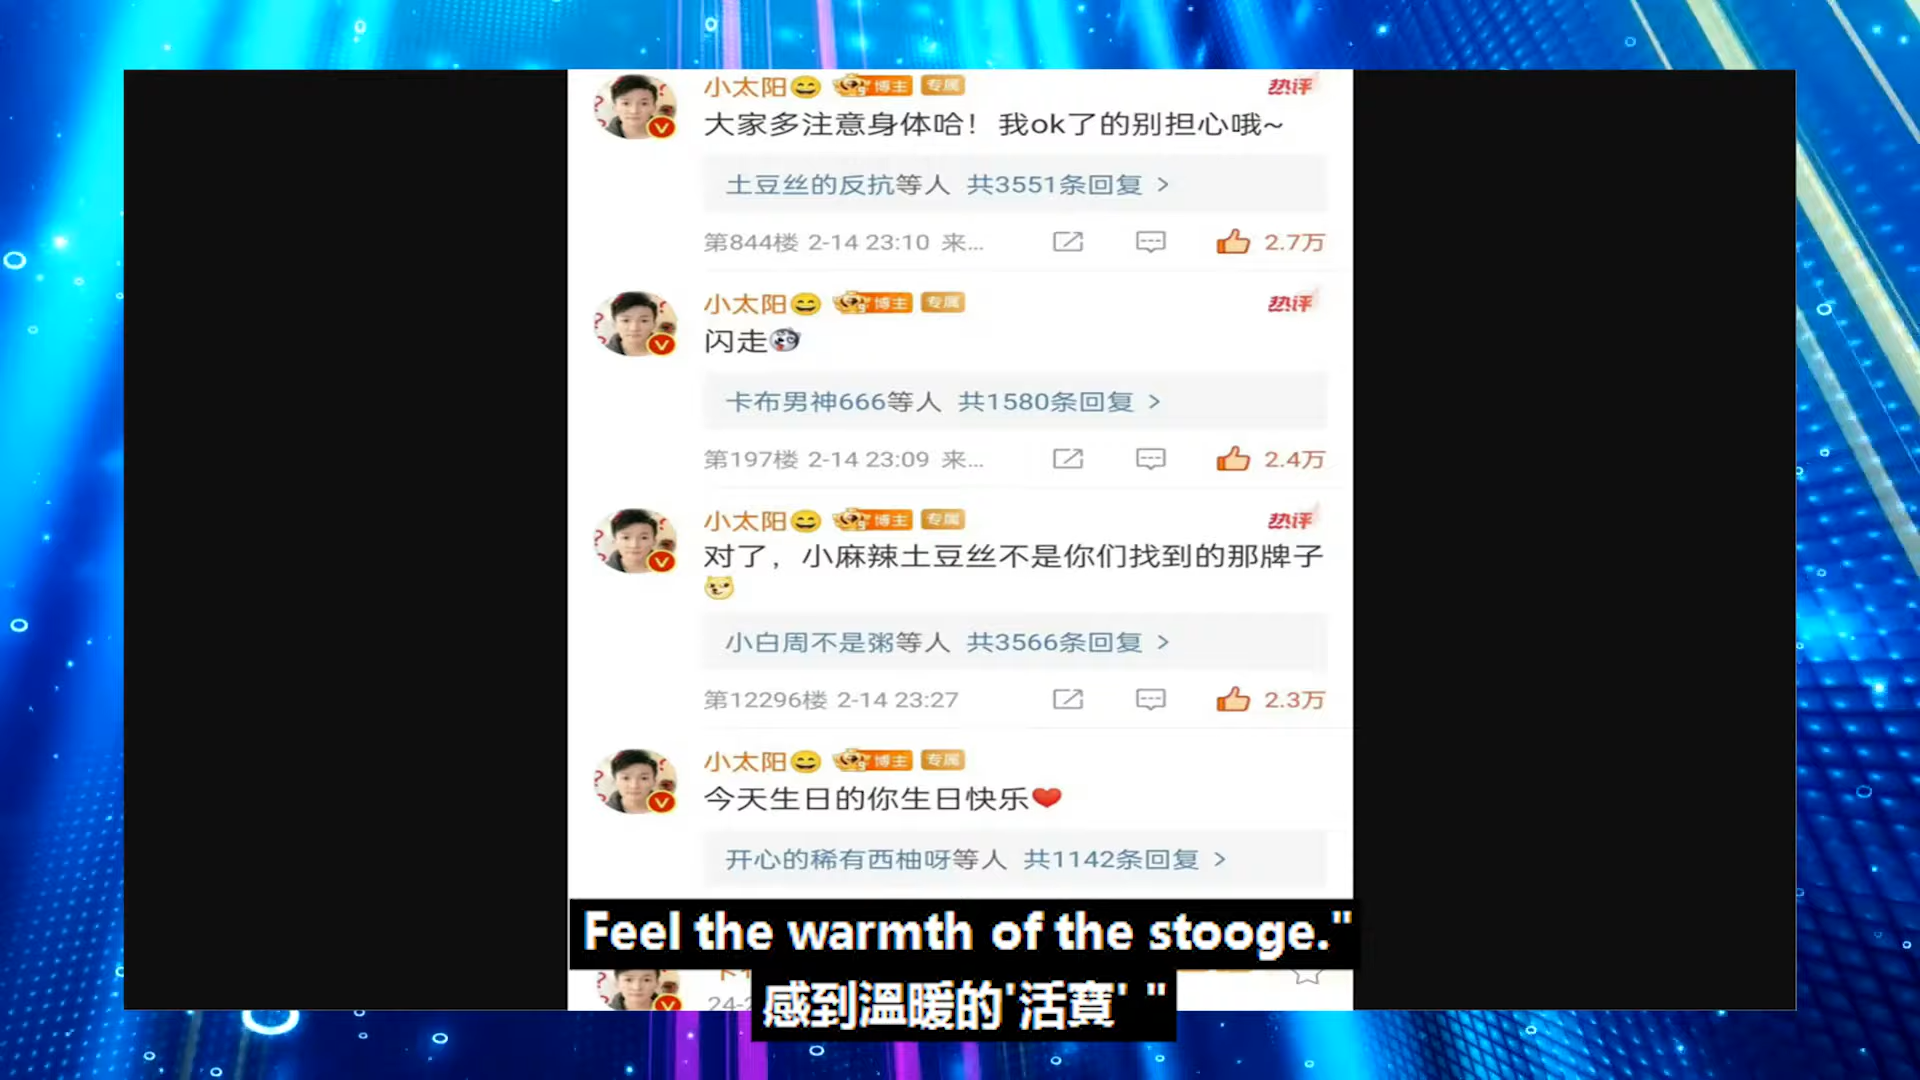 小太阳 博主 专属 热评
大家多注意身体哈！我ok了的别担心哦~
土豆丝的反抗等人 共3551条回复 >
第844楼 2-14 23:10 来... 2.7万
小太阳 博主 专属 热评
闪走
卡布男神666等人 共1580条回复 >
第197楼 2-14 23:09 来... 2.4万
小太阳 博主 专属 热评
对了，小麻辣土豆丝不是你们找到的那牌子
小白周不是粥等人 共3566条回复 >
第12296楼 2-14 23:27 2.3万
小太阳 博主 专属
今天生日的你生日快乐
开心的稀有西柚呀等人 共1142条回复 >
Feel the warmth of the stooge."
感到溫暖的'活寶' "